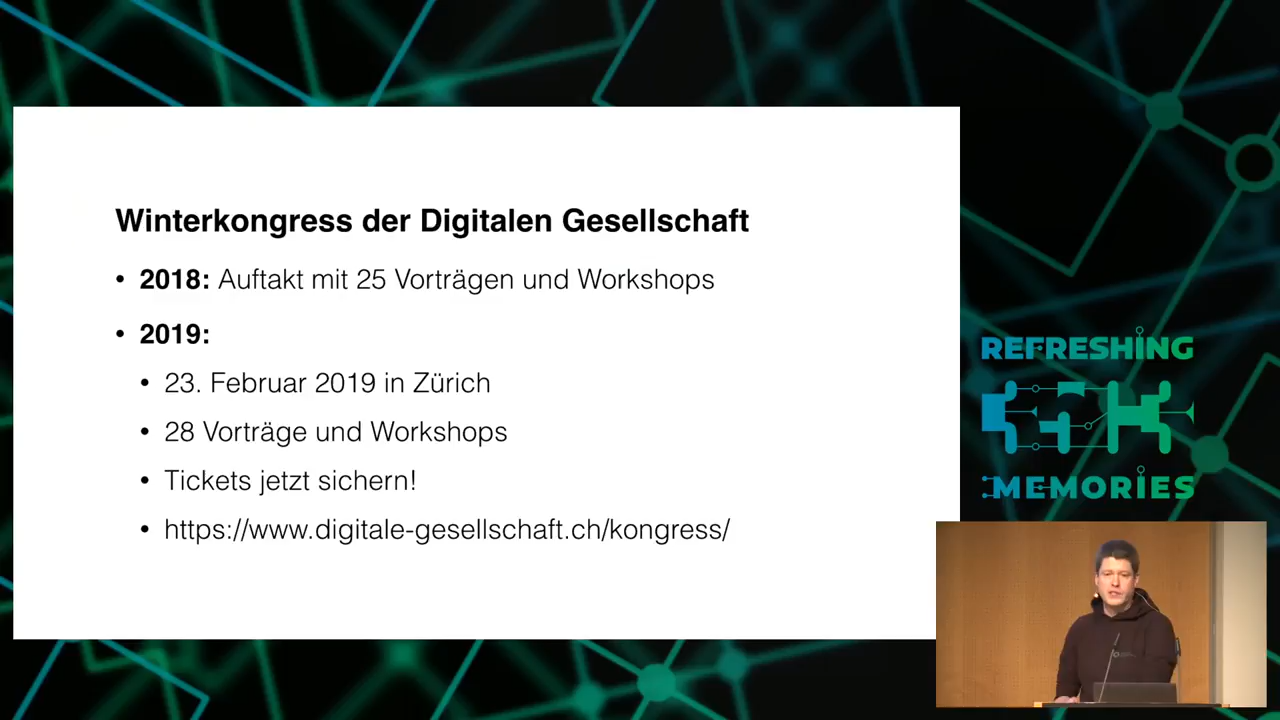 Winterkongress der Digitalen Gesellschaft
• 2018: Auftakt mit 25 Vorträgen und Workshops
• 2019:
• 23. Februar 2019 in Zürich
• 28 Vorträge und Workshops
• Tickets jetzt sichern!
• https://www.digitale-gesellschaft.ch/kongress/
REFRESHING
35C3
MEMORIES